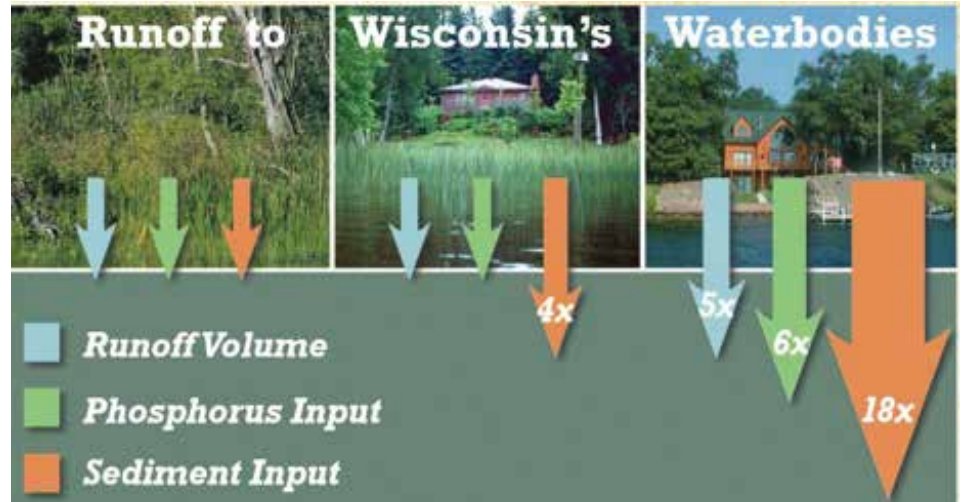 Runoff to Wisconsin's Waterbodies
4x
5x
6x
18x
Runoff Volume
Phosphorus Input
Sediment Input